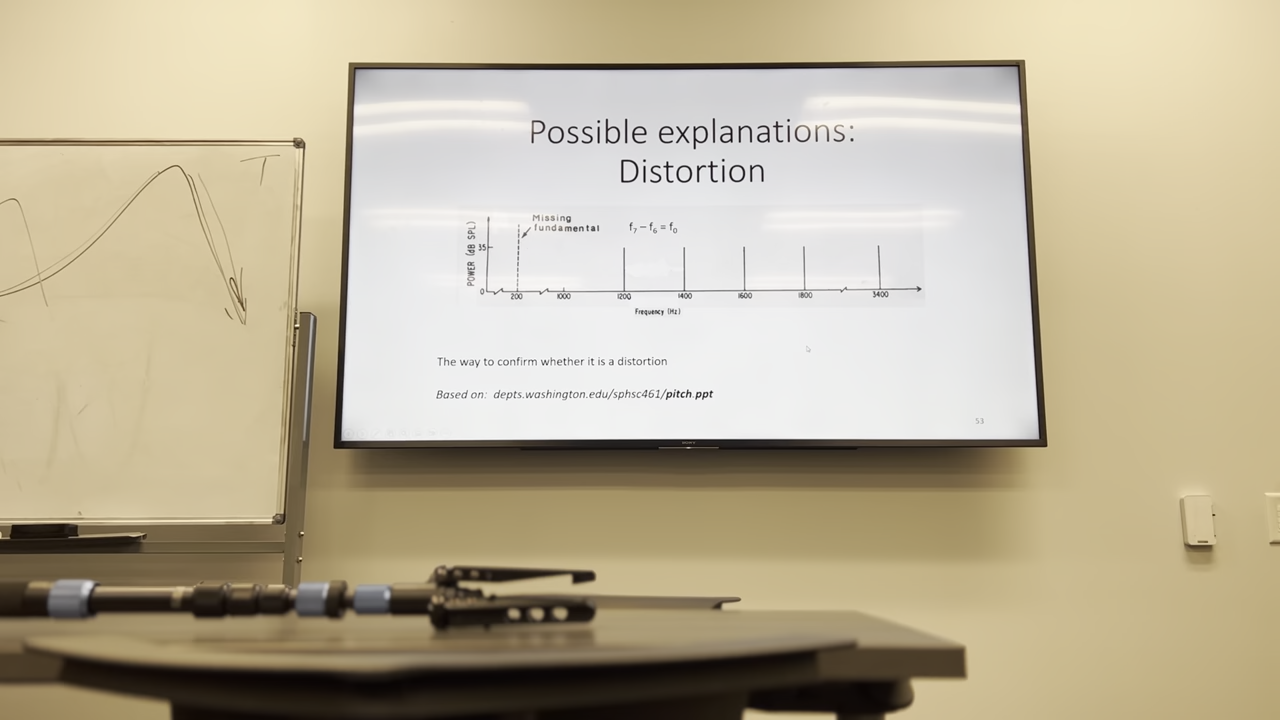 T
Possible explanations:
Distortion
Missing
fundamental
f₇ – f₆ = f₀
POWER (dB SPL)
35
0
200 1000 1200 1400 1600 1800 3400
Frequency (Hz)
The way to confirm whether it is a distortion
Based on: depts.washington.edu/sphsc461/pitch.ppt
53
SONY